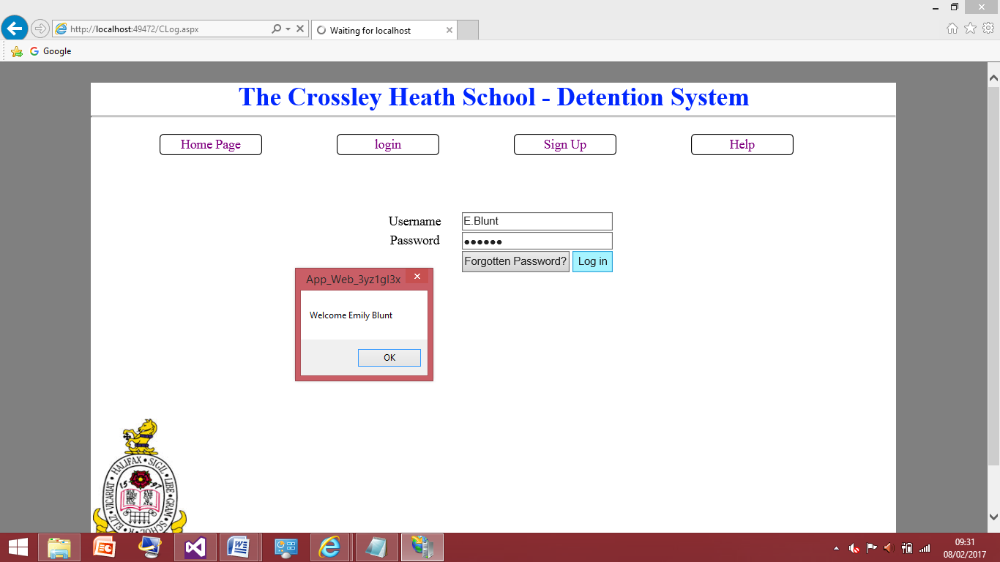 http://localhost:49472/CLog.aspx
Waiting for localhost
Google
The Crossley Heath School - Detention System
Home Page
login
Sign Up
Help
Username
E.Blunt
Password
Forgotten Password?
Log in
App_Web_3yz1gl3x
Welcome Emily Blunt
OK
HALIFAX • SIGIL • LIBE • GRAM • SCHOL • R • ELIZ • VICARIAT
15 97
09:31
08/02/2017